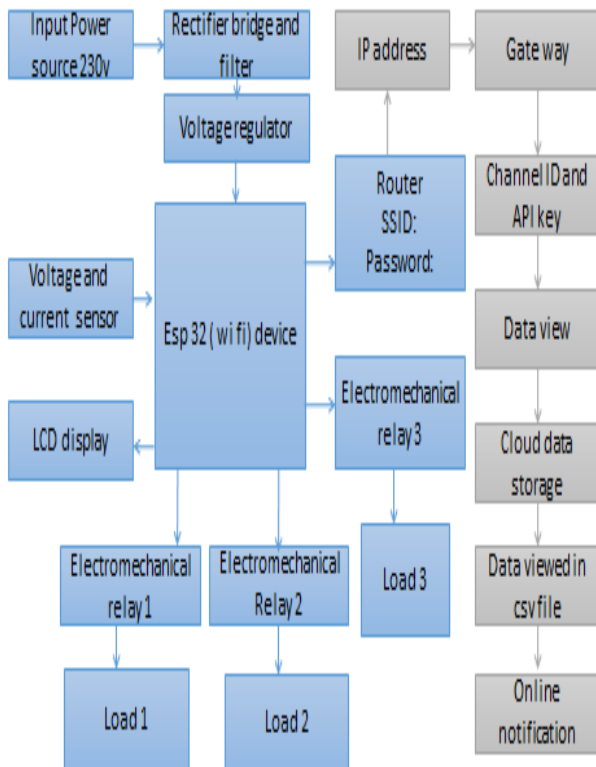 Input Power
source 230v
Rectifier bridge and
filter
IP address
Gate way
Voltage regulator
Router
SSID:
Password:
Channel ID and
API key
Voltage and
current sensor
Esp 32 ( wi fi) device
Data view
LCD display
Electromechanical
relay 3
Cloud data
storage
Electromechanical
relay 1
Electromechanical
Relay 2
Load 3
Data viewed in
csv file
Load 1
Load 2
Online
notification